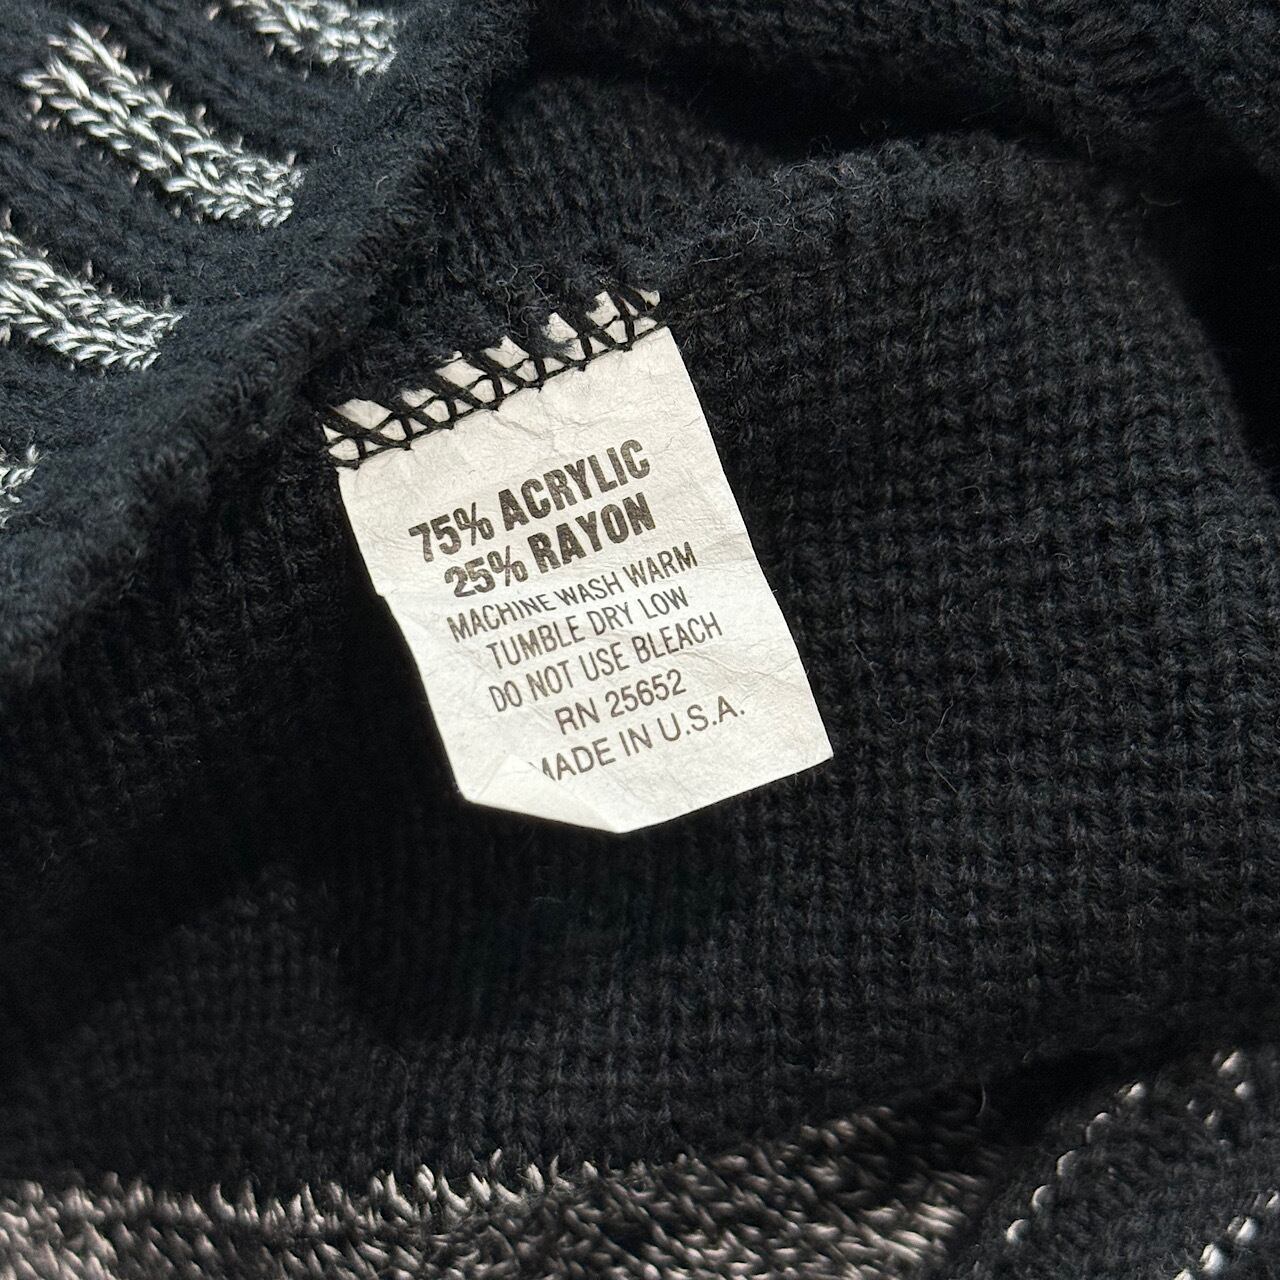 75% ACRYLIC
25% RAYON
MACHINE WASH WARM
TUMBLE DRY LOW
DO NOT USE BLEACH
RN 25652
MADE IN U.S.A.